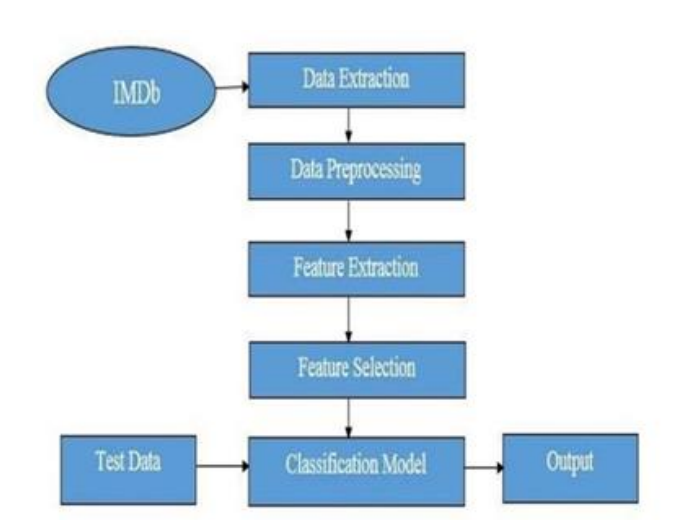 IMDb
Data Extraction
Data Preprocessing
Feature Extraction
Feature Selection
Test Data
Classification Model
Output